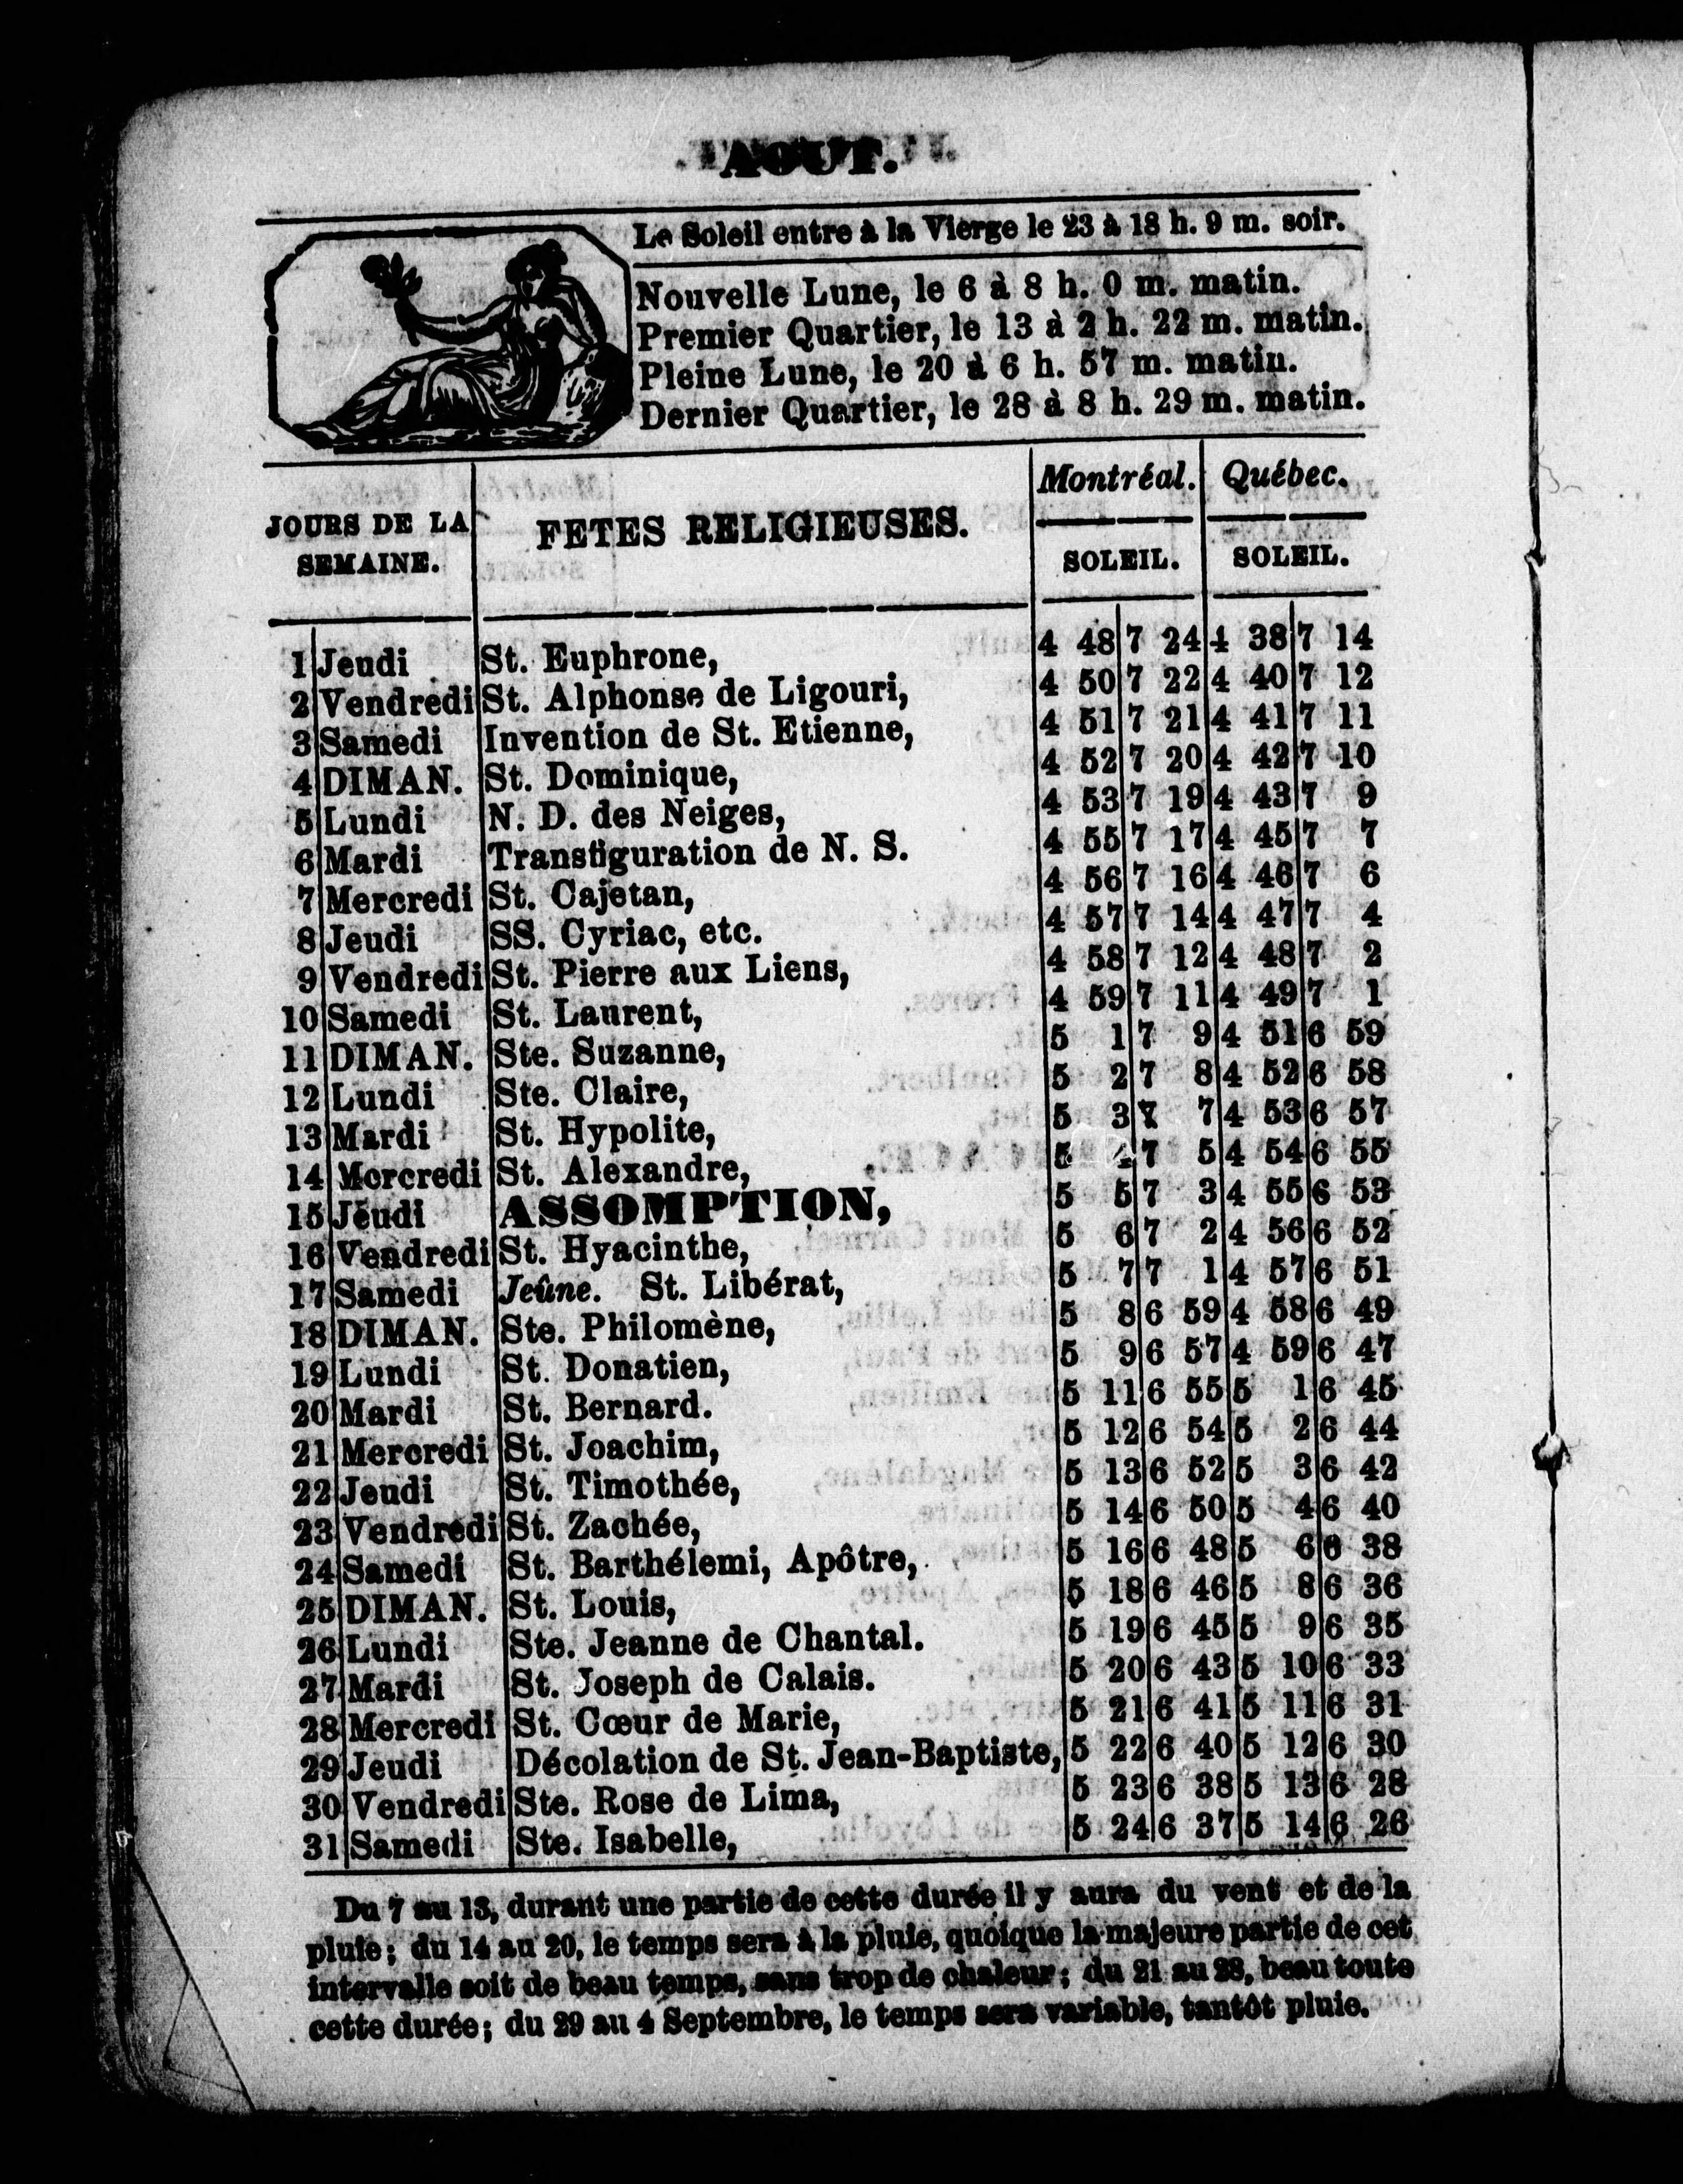 AOUT.
Le Soleil entre à la Vierge le 23 à 18 h. 9 m. soir.
Nouvelle Lune, le 6 à 8 h. 0 m. matin.
Premier Quartier, le 13 à 2 h. 22 m. matin.
Pleine Lune, le 20 à 6 h. 57 m. matin.
Dernier Quartier, le 28 à 8 h. 29 m. matin.
JOURS DE LA SEMAINE. FETES RELIGIEUSES. Montréal. SOLEIL. Québec. SOLEIL.
1 Jeudi St. Euphrone, 4 48 7 24 4 38 7 14
2 Vendredi St. Alphonse de Ligouri, 4 50 7 22 4 40 7 12
3 Samedi Invention de St. Etienne, 4 51 7 21 4 41 7 11
4 DIMAN. St. Dominique, 4 52 7 20 4 42 7 10
5 Lundi N. D. des Neiges, 4 53 7 19 4 43 7 9
6 Mardi Transfiguration de N. S. 4 55 7 17 4 45 7 7
7 Mercredi St. Cajetan, 4 56 7 16 4 46 7 6
8 Jeudi SS. Cyriac, etc. 4 57 7 14 4 47 7 4
9 Vendredi St. Pierre aux Liens, 4 58 7 12 4 48 7 2
10 Samedi St. Laurent, 4 59 7 11 4 49 7 1
11 DIMAN. Ste. Suzanne, 5 1 7 9 4 51 6 59
12 Lundi Ste. Claire, 5 2 7 8 4 52 6 58
13 Mardi St. Hypolite, 5 3 7 7 4 53 6 57
14 Mercredi St. Alexandre, 5 4 7 5 4 54 6 55
15 Jeudi ASSOMPTION, 5 5 7 3 4 55 6 53
16 Vendredi St. Hyacinthe, 5 6 7 2 4 56 6 52
17 Samedi Jeûne. St. Libérat, 5 7 7 1 4 57 6 51
18 DIMAN. Ste. Philomène, 5 8 6 59 4 58 6 49
19 Lundi St. Donatien, 5 9 6 57 4 59 6 47
20 Mardi St. Bernard. 5 11 6 55 5 1 6 45
21 Mercredi St. Joachim, 5 12 6 54 5 2 6 44
22 Jeudi St. Timothée, 5 13 6 52 5 3 6 42
23 Vendredi St. Zachée, 5 14 6 50 5 4 6 40
24 Samedi St. Barthélemi, Apôtre, 5 16 6 48 5 6 6 38
25 DIMAN. St. Louis, 5 18 6 46 5 8 6 36
26 Lundi Ste. Jeanne de Chantal. 5 19 6 45 5 9 6 35
27 Mardi St. Joseph de Calais. 5 20 6 43 5 10 6 33
28 Mercredi St. Cœur de Marie, 5 21 6 41 5 11 6 31
29 Jeudi Décolation de St. Jean-Baptiste, 5 22 6 40 5 12 6 30
30 Vendredi Ste. Rose de Lima, 5 23 6 38 5 13 6 28
31 Samedi Ste. Isabelle, 5 24 6 37 5 14 6 26
Du 7 au 13, durant une partie de cette durée il y aura du vent et de la
pluie; du 14 au 20, le temps sera à la pluie, quoique la majeure partie de cet
intervalle soit de beau temps, sans trop de chaleur; du 21 au 28, beau toute
cette durée; du 29 au 4 Septembre, le temps sera variable, tantôt pluie.